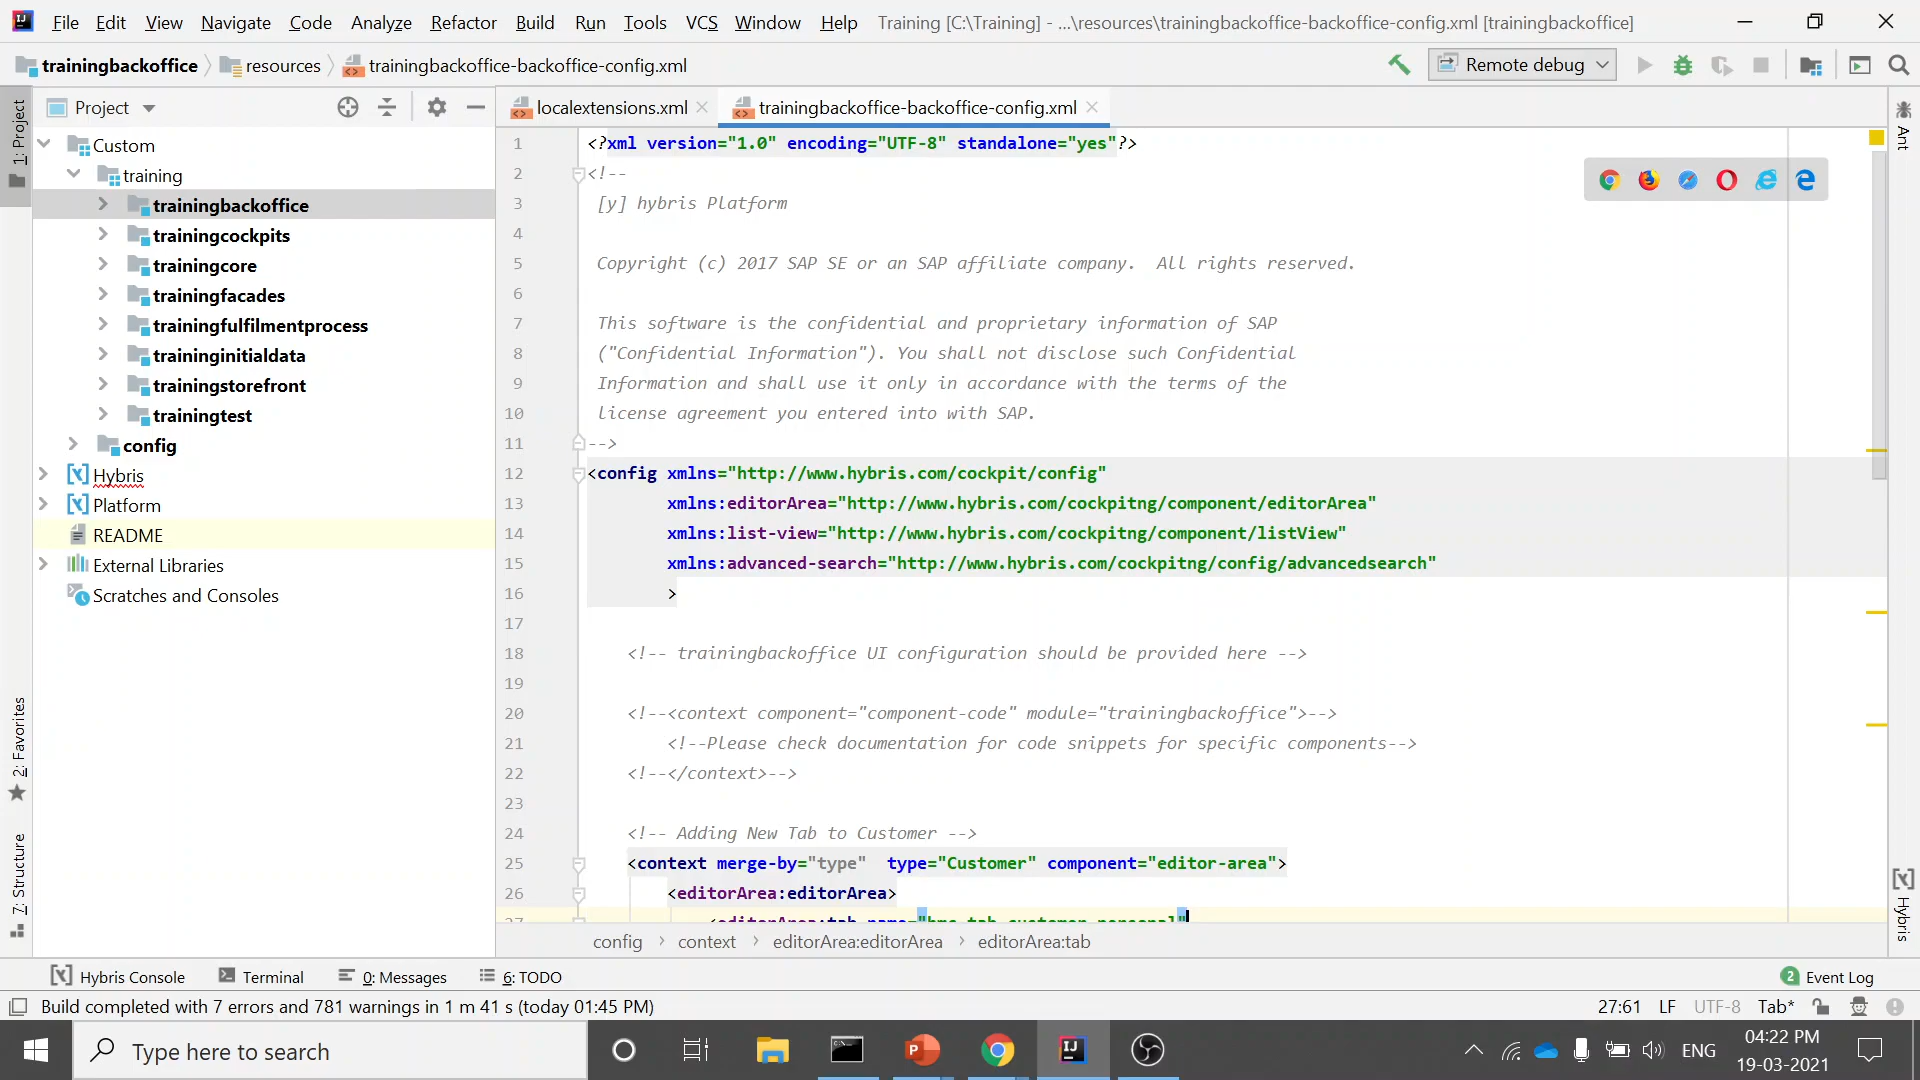 File Edit View Navigate Code Analyze Refactor Build Run Tools VCS Window Help Training [C:\Training] - ...\resources\trainingbackoffice-backoffice-config.xml [trainingbackoffice]
trainingbackoffice resources trainingbackoffice-backoffice-config.xml Remote debug
1: Project
Project
localextensions.xml trainingbackoffice-backoffice-config.xml
Ant
Custom
training
trainingbackoffice
trainingcockpits
trainingcore
trainingfacades
trainingfulfilmentprocess
traininginitialdata
trainingstorefront
trainingtest
config
Hybris
Platform
README
External Libraries
Scratches and Consoles
2: Favorites
7: Structure
1 <?xml version="1.0" encoding="UTF-8" standalone="yes"?>
2 <!--
3 [y] hybris Platform
4
5 Copyright (c) 2017 SAP SE or an SAP affiliate company.  All rights reserved.
6
7 This software is the confidential and proprietary information of SAP
8 ("Confidential Information"). You shall not disclose such Confidential
9 Information and shall use it only in accordance with the terms of the
10 license agreement you entered into with SAP.
11 -->
12 <config xmlns="http://www.hybris.com/cockpit/config"
13 xmlns:editorArea="http://www.hybris.com/cockpitng/component/editorArea"
14 xmlns:list-view="http://www.hybris.com/cockpitng/component/listView"
15 xmlns:advanced-search="http://www.hybris.com/cockpitng/config/advancedsearch"
16 >
17
18 <!-- trainingbackoffice UI configuration should be provided here -->
19
20 <!--<context component="component-code" module="trainingbackoffice">-->
21 <!--Please check documentation for code snippets for specific components-->
22 <!--</context>-->
23
24 <!-- Adding New Tab to Customer -->
25 <context merge-by="type"  type="Customer" component="editor-area">
26 <editorArea:editorArea>
27 <editorArea:tab name="hmc.tab.customer.personal"
Hybris
config context editorArea:editorArea editorArea:tab
Hybris Console Terminal 0: Messages 6: TODO 2 Event Log
Build completed with 7 errors and 781 warnings in 1 m 41 s (today 01:45 PM) 27:61 LF UTF-8 Tab*
Type here to search ENG 04:22 PM
19-03-2021